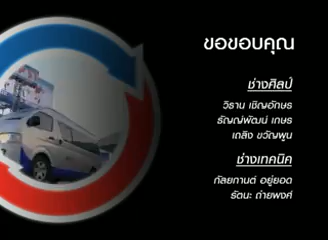 ขอขอบคุณ
ช่างศิลป์
วิราน เชิญอักษร
ธัญญ์พัฒน์ เกษร
เถลิง ขวัญพูน
ช่างเทคนิค
กัลยกานต์ อยู่ยอด
รัตนะ ถ่ายพงศ์